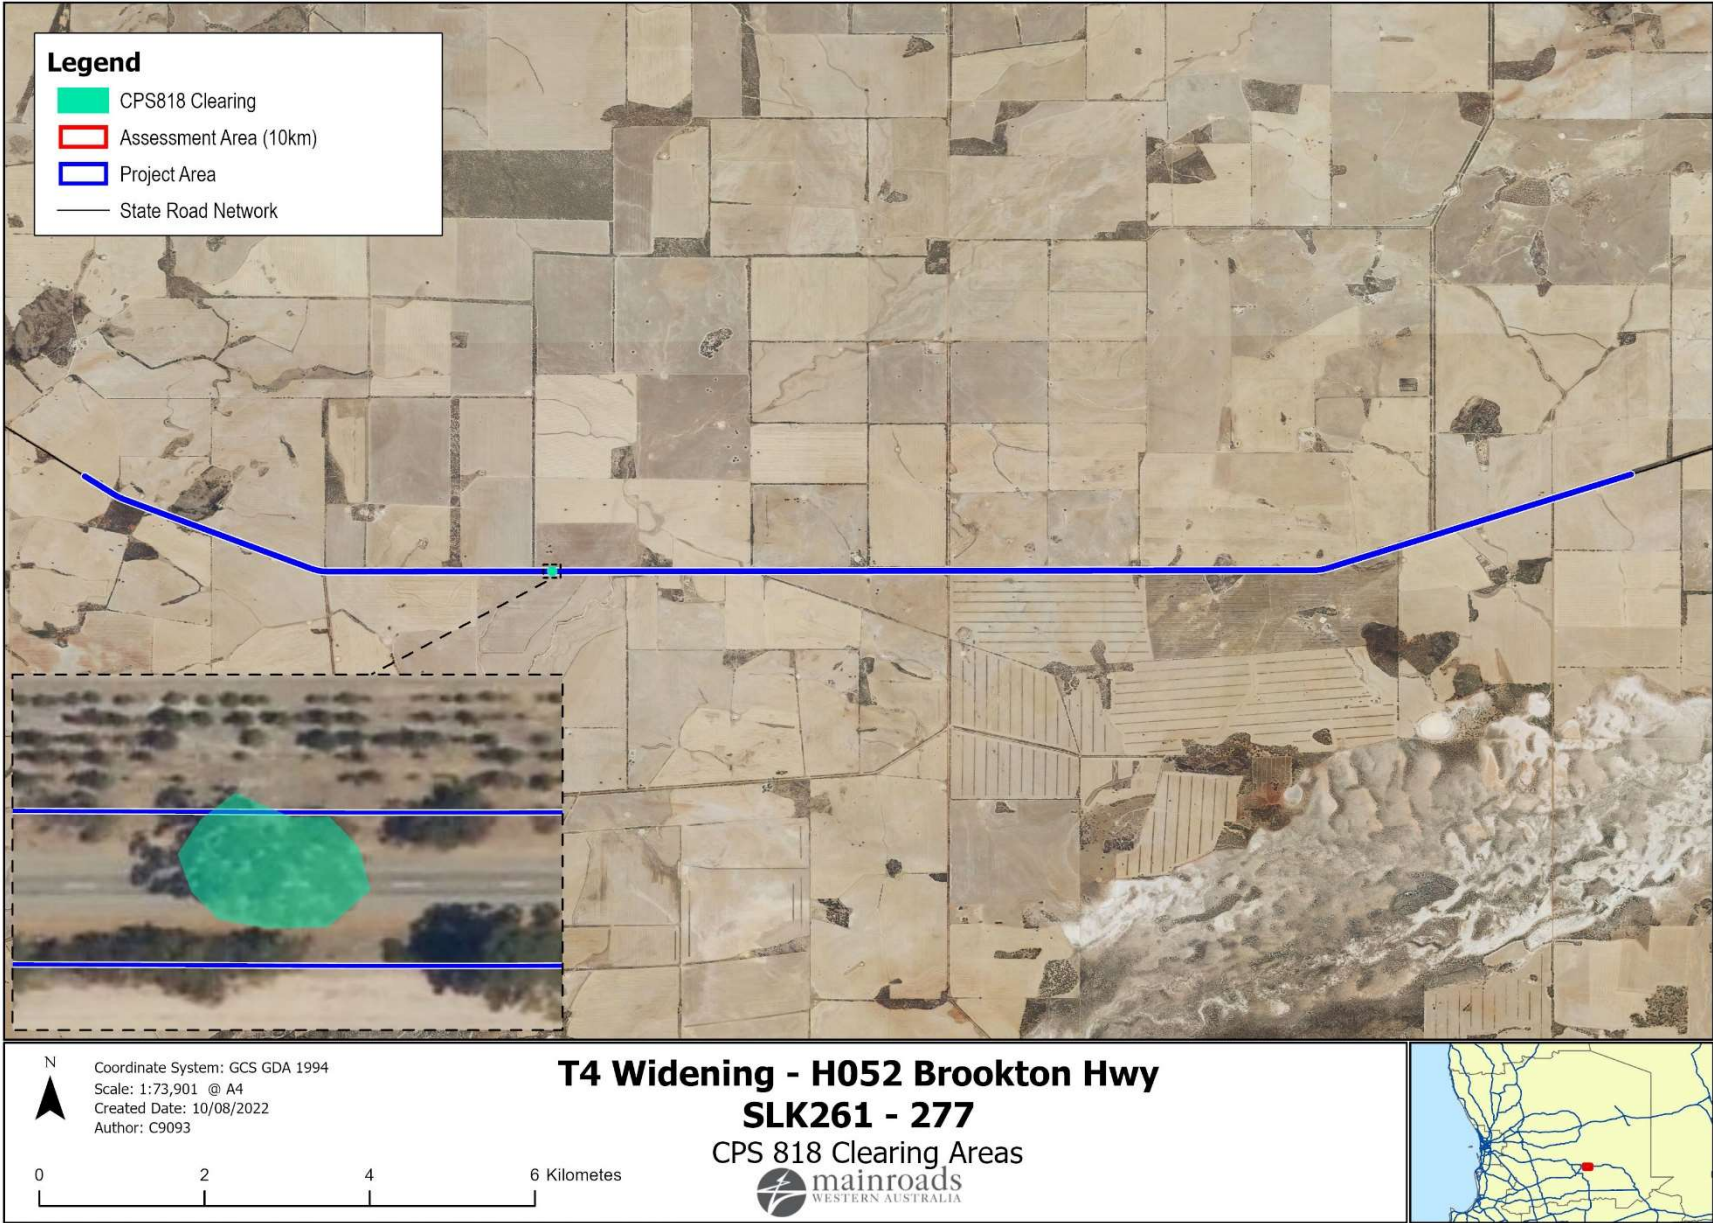 Legend
CPS818 Clearing
Assessment Area (10km)
Project Area
State Road Network
N
Coordinate System: GCS GDA 1994
Scale: 1:73,901 @ A4
Created Date: 10/08/2022
Author: C9093
0 2 4 6 Kilometes
T4 Widening - H052 Brookton Hwy
SLK261 - 277
CPS 818 Clearing Areas
mainroads
WESTERN AUSTRALIA